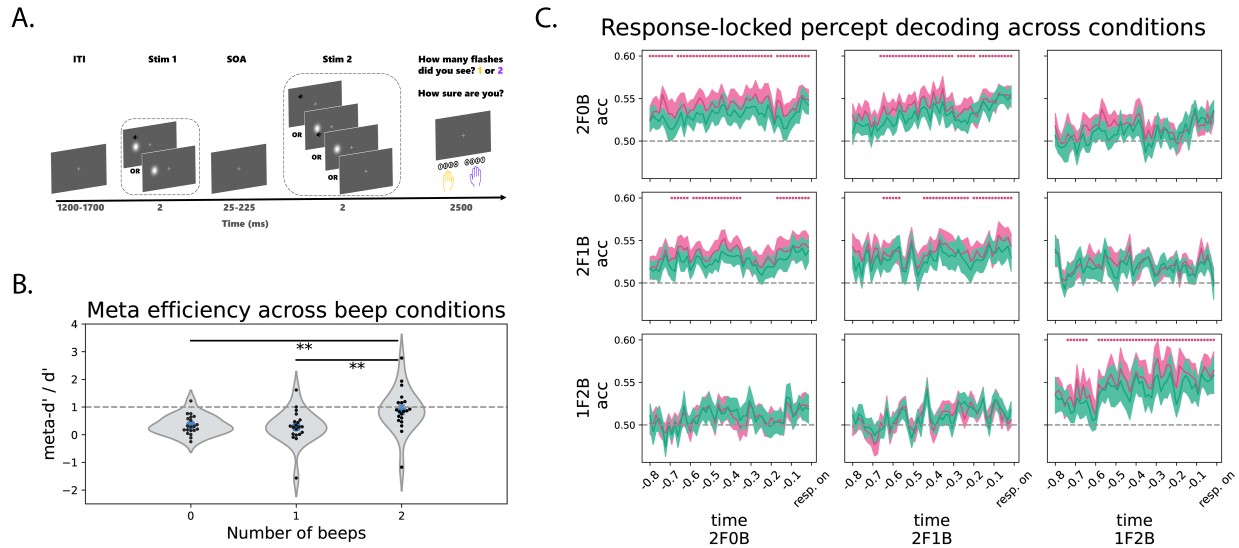 A.
ITI
Stim 1
SOA
Stim 2
How many flashes
did you see? 1 or 2
How sure are you?
OR
OR
OR
OR
1200-1700
2
25-225
2
2500
Time (ms)
B.
Meta efficiency across beep conditions
meta-d' / d'
4
3
2
1
0
−1
−2
**
**
0
1
2
Number of beeps
C.
Response-locked percept decoding across conditions
2F0B
acc
0.60
0.55
0.50
2F1B
acc
0.60
0.55
0.50
1F2B
acc
0.60
0.55
0.50
-0.8
-0.7
-0.6
-0.5
-0.4
-0.3
-0.2
-0.1
resp. on
-0.8
-0.7
-0.6
-0.5
-0.4
-0.3
-0.2
-0.1
resp. on
-0.8
-0.7
-0.6
-0.5
-0.4
-0.3
-0.2
-0.1
resp. on
time
2F0B
time
2F1B
time
1F2B